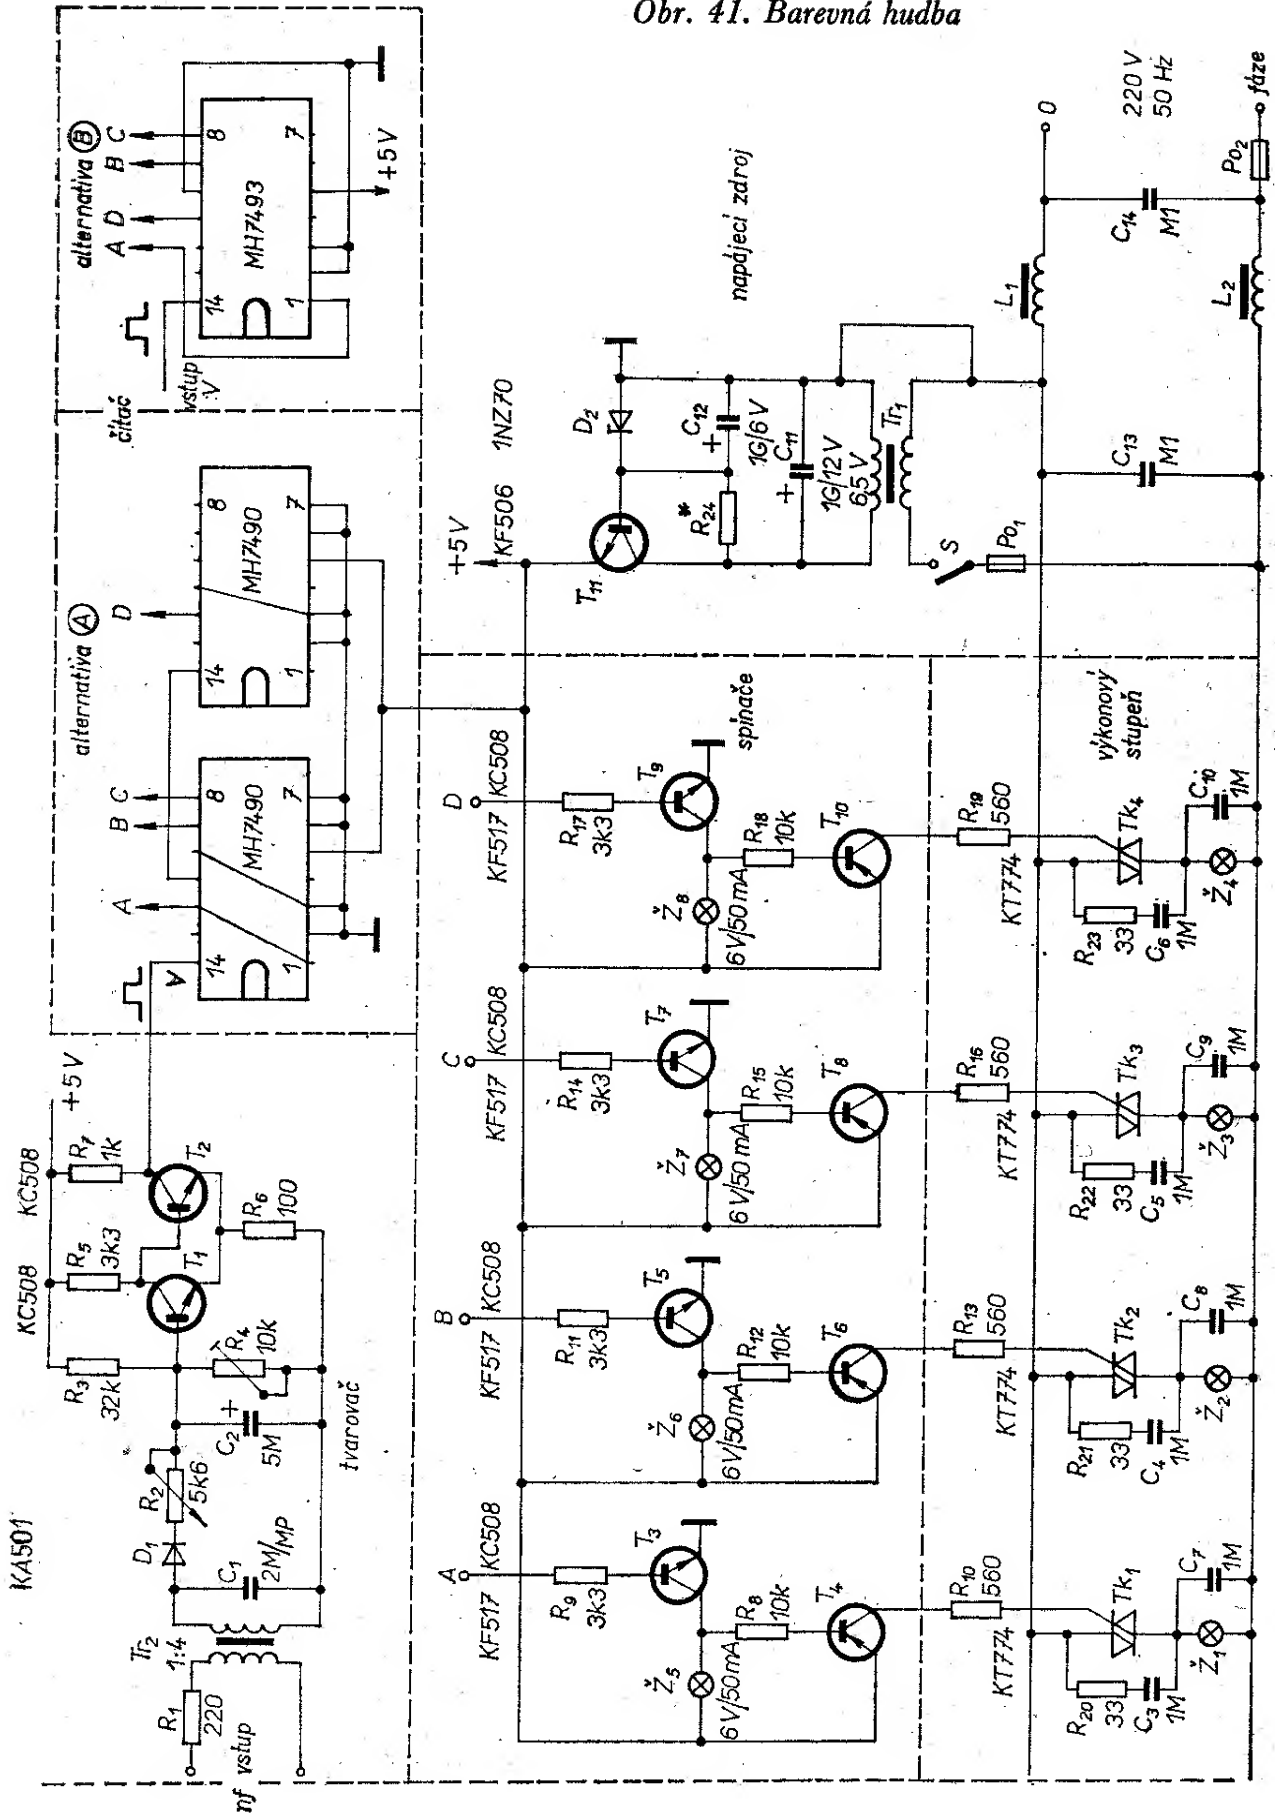 Obr. 41. Barevná hudba
KA501
KC508
KC508
nf vstup
R1
220
Tr2
1:4
C1
2M/MP
D1
R2
5k6
C2
+
5M
R3
32k
R4
10k
R5
3k3
T1
R7
1k
+5V
T2
R6
100
tvarovač
alternativa A
čítač
V
14
1
8
7
MH7490
A
B
C
14
1
8
7
MH7490
D
alternativa B
vstup
V
14
1
8
7
MH7493
A
D
B
C
+5V
A
KF517
KC508
R9
3k3
T3
Ž5
6V/50mA
R8
10k
T4
B
KF517
KC508
R11
3k3
T5
Ž6
6V/50mA
R12
10k
T6
C
KF517
KC508
R14
3k3
T7
Ž7
6V/50mA
R15
10k
T8
D
KF517
KC508
R17
3k3
T9
Ž8
6V/50mA
R18
10k
T10
spínače
+5V
KF506
1NZ70
T11
D2
R24
*
C12
+
1G/6V
C11
+
1G/12V
6,5V
Tr1
S
Po1
napájecí zdroj
KT774
R10
560
R20
33
C3
1M
Tk1
Ž1
C7
1M
KT774
R13
560
R21
33
C4
1M
Tk2
Ž2
C8
1M
KT774
R16
560
R22
33
C5
1M
Tk3
Ž3
C9
1M
KT774
R19
560
R23
33
C6
1M
Tk4
Ž4
C10
1M
výkonový
stupeň
C13
M1
L1
L2
C14
M1
0
220 V
50 Hz
Po2
fáze